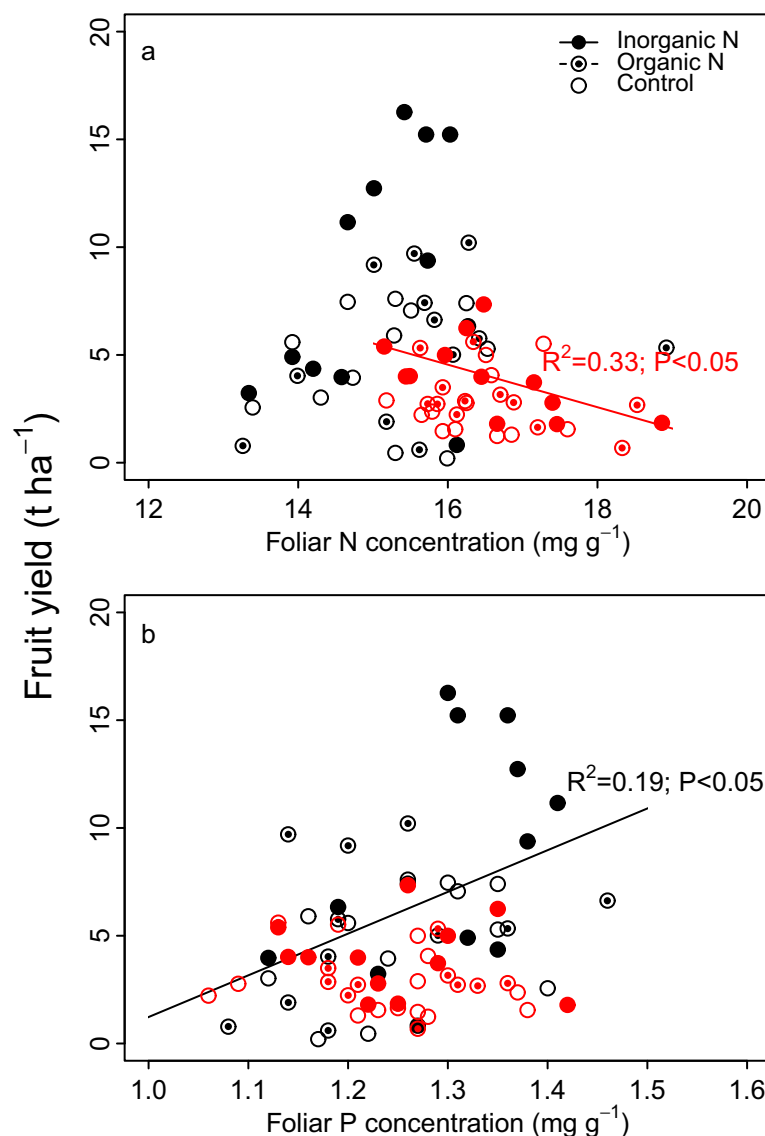 Fruit yield (t ha⁻¹)
20
15
10
5
0
a
Inorganic N
Organic N
Control
R²=0.33; P<0.05
12 14 16 18 20
Foliar N concentration (mg g⁻¹)
20
15
10
5
0
b
R²=0.19; P<0.05
1.0 1.1 1.2 1.3 1.4 1.5 1.6
Foliar P concentration (mg g⁻¹)